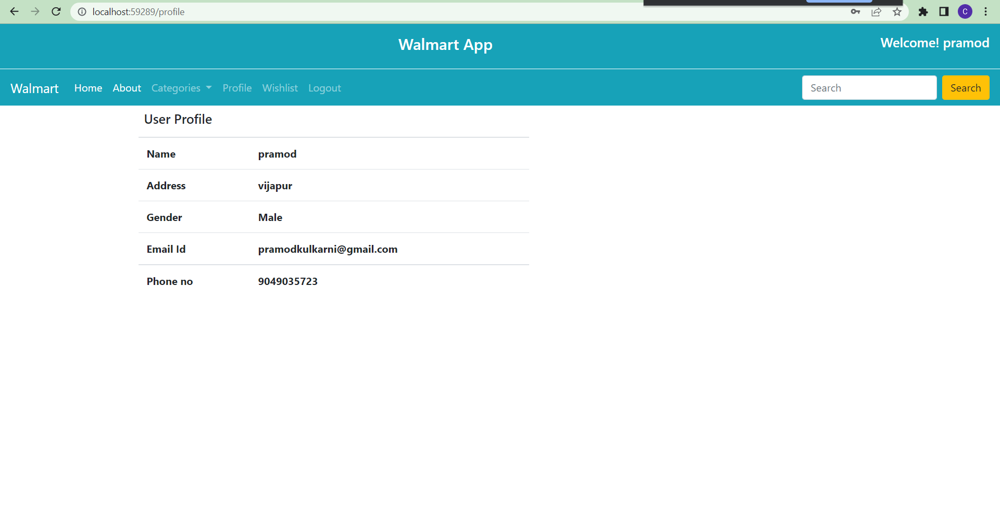 localhost:59289/profile
C
Walmart App
Welcome! pramod
Walmart Home About Categories Profile Wishlist Logout Search Search
User Profile
Name pramod
Address vijapur
Gender Male
Email Id pramodkulkarni@gmail.com
Phone no 9049035723